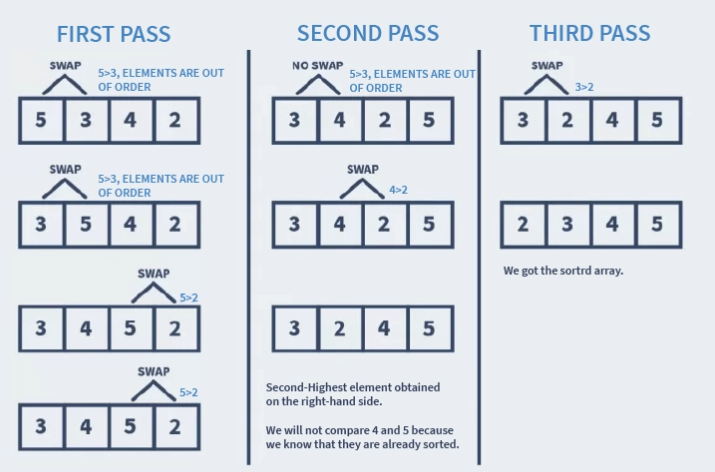 FIRST PASS
SWAP
5>3, ELEMENTS ARE OUT
OF ORDER
5 3 4 2
SWAP
5>3, ELEMENTS ARE OUT
OF ORDER
3 5 4 2
SWAP
5>2
3 4 5 2
SWAP
5>2
3 4 5 2
SECOND PASS
NO SWAP
5>3, ELEMENTS ARE OUT
OF ORDER
3 4 2 5
SWAP
4>2
3 4 2 5
3 2 4 5
Second-Highest element obtained
on the right-hand side.
We will not compare 4 and 5 because
we know that they are already sorted.
THIRD PASS
SWAP
3>2
3 2 4 5
2 3 4 5
We got the sortrd array.